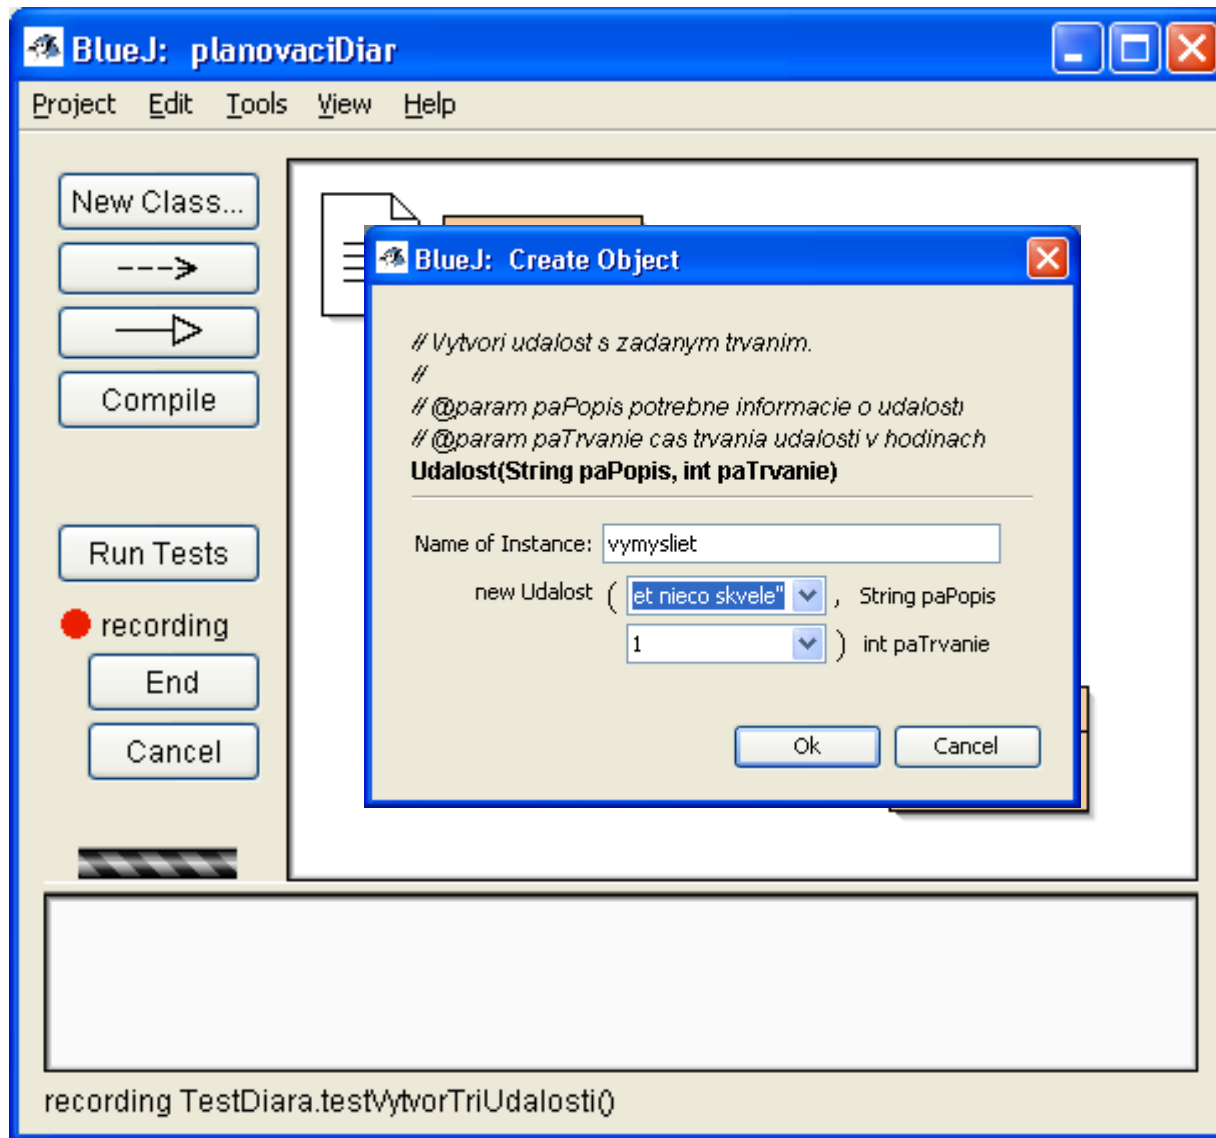 BlueJ: planovaciDiar
Project Edit Tools View Help
New Class...
Compile
Run Tests
recording
End
Cancel
BlueJ: Create Object
// Vytvori udalost s zadanym trvanim.
//
// @param paPopis potrebne informacie o udalosti
// @param paTrvanie cas trvania udalosti v hodinach
Udalost(String paPopis, int paTrvanie)
Name of Instance: vymysliet
new Udalost ( et nieco skvele" , String paPopis
1 ) int paTrvanie
Ok Cancel
recording TestDiara.testVytvorTriUdalosti()